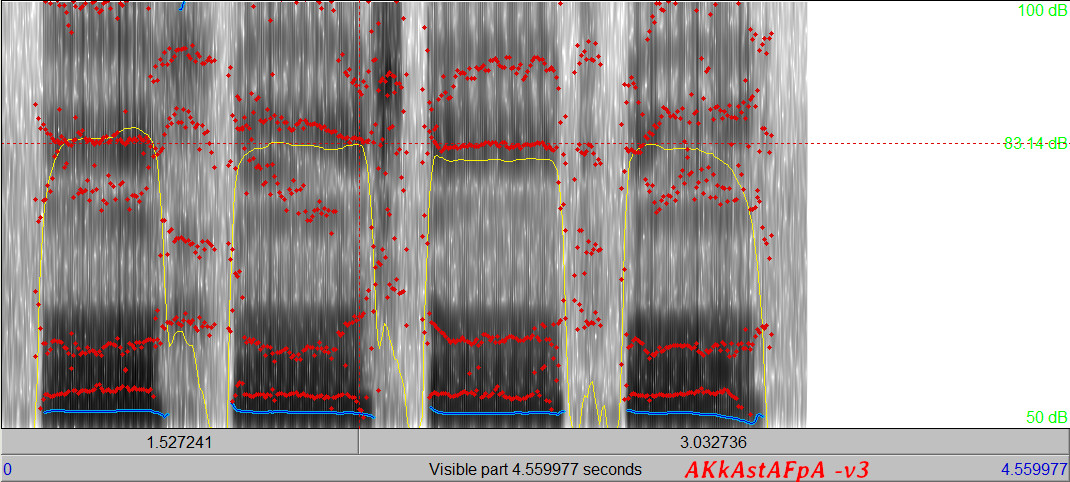 100 dB
83.14 dB
50 dB
1.527241 3.032736
0 Visible part 4.559977 seconds AKkAstAFpA -v3 4.559977